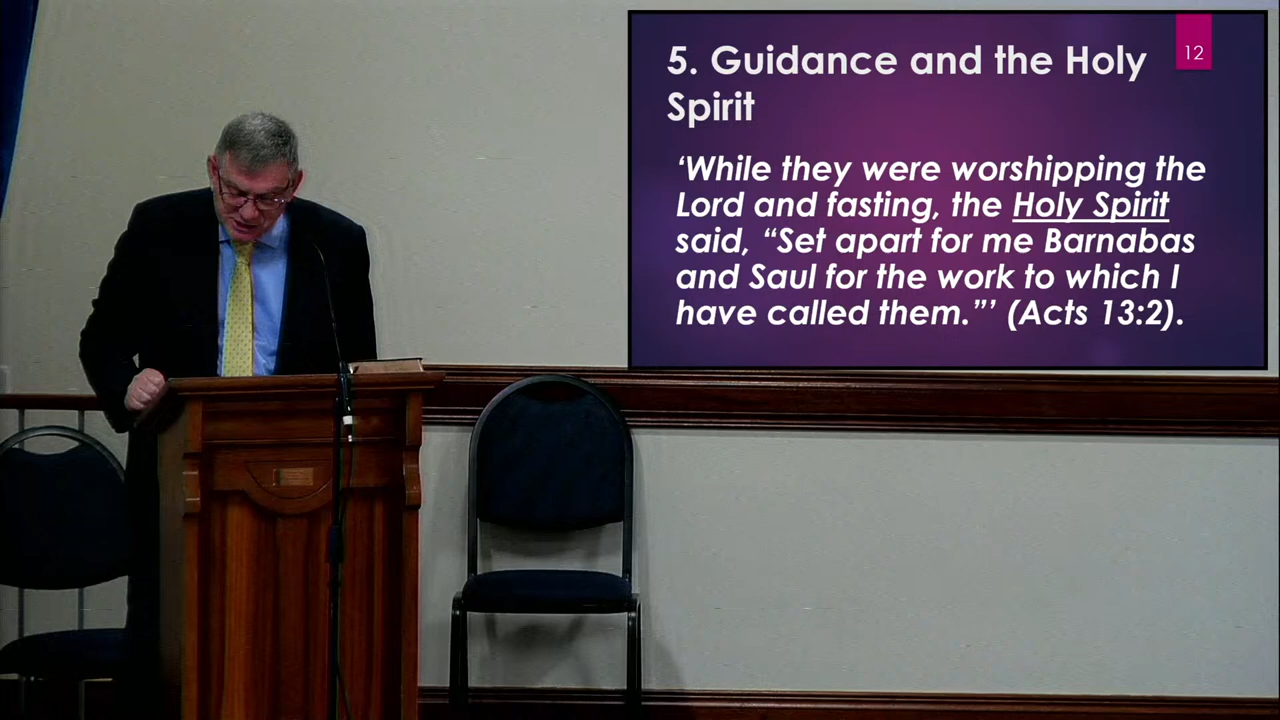 5. Guidance and the Holy
Spirit
12
‘While they were worshipping the
Lord and fasting, the Holy Spirit
said, “Set apart for me Barnabas
and Saul for the work to which I
have called them.”’ (Acts 13:2).